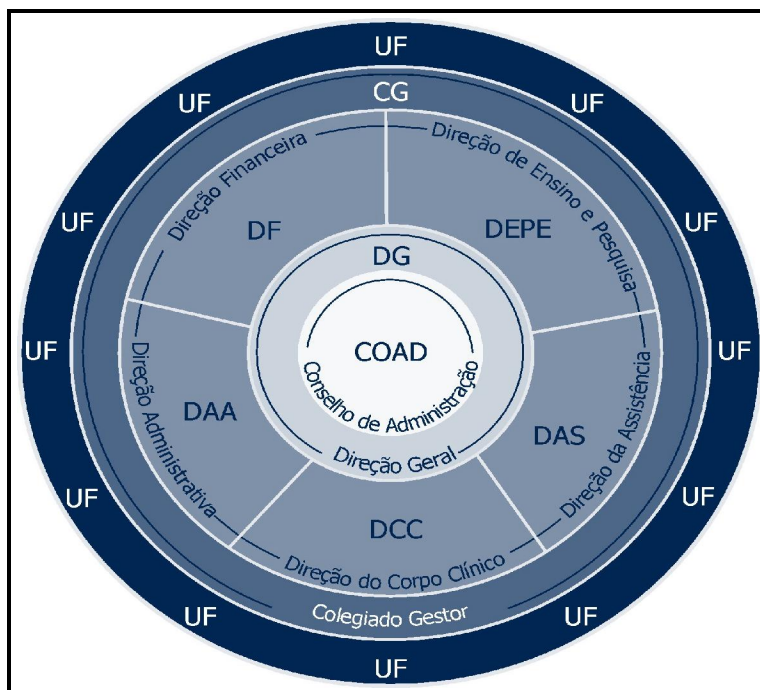 UF
UF
UF
CG
Direção Financeira
Direção de Ensino e Pesquisa
UF
UF
DF
DEPE
DG
UF
UF
COAD
Conselho de Administração
Direção Administrativa
DAA
DAS
Direção da Assistência
Direção Geral
UF
UF
DCC
Direção do Corpo Clínico
Colegiado Gestor
UF
UF
UF